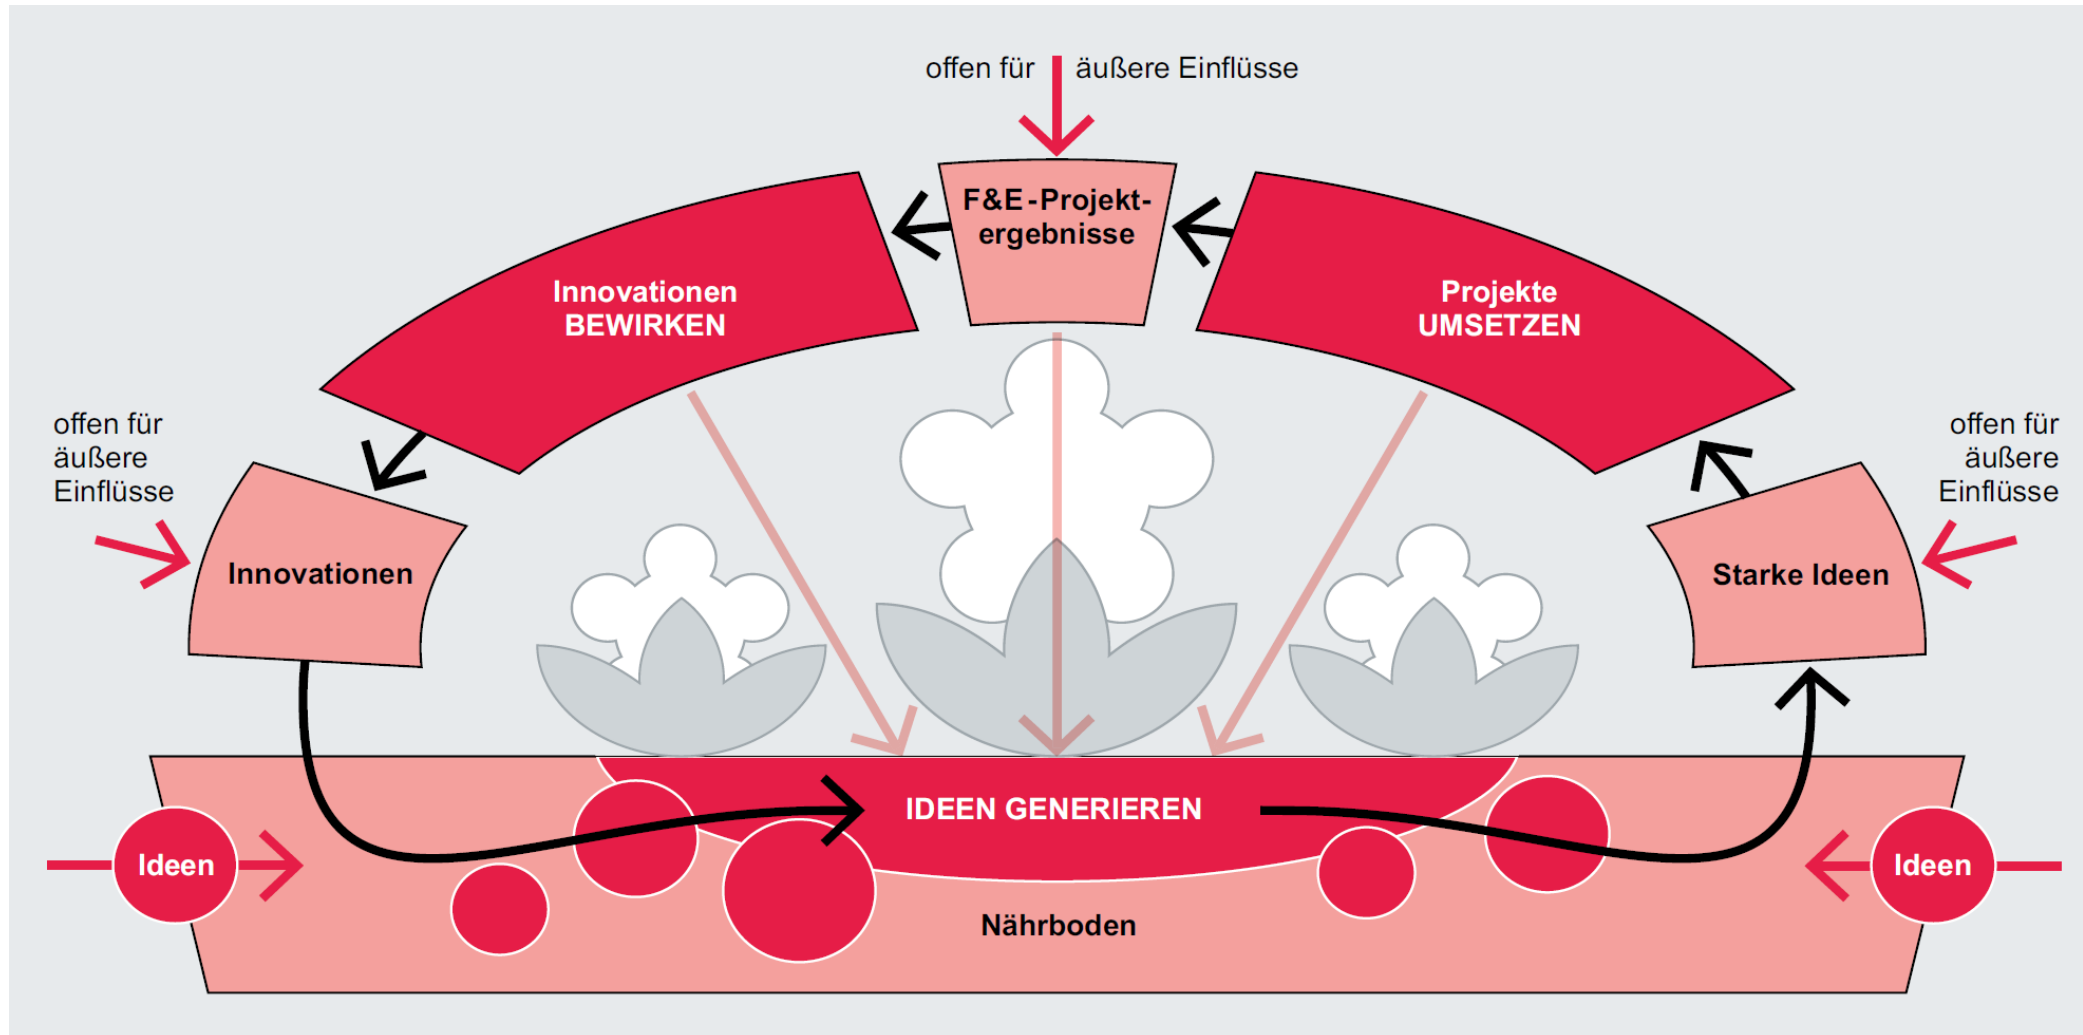 offen für äußere Einflüsse
F&E-Projekt-
ergebnisse
Innovationen
BEWIRKEN
Projekte
UMSETZEN
offen für
äußere
Einflüsse
offen für
äußere
Einflüsse
Innovationen
Starke Ideen
IDEEN GENERIEREN
Ideen
Ideen
Nährboden